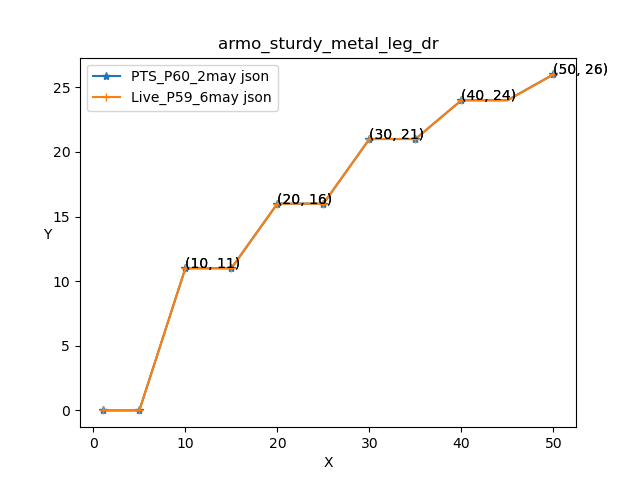 armo_sturdy_metal_leg_dr
PTS_P60_2may json
Live_P59_6may json
(50, 26)
(40, 24)
(30, 21)
(20, 16)
(10, 11)
25
20
15
10
5
0
Y
0 10 20 30 40 50
X